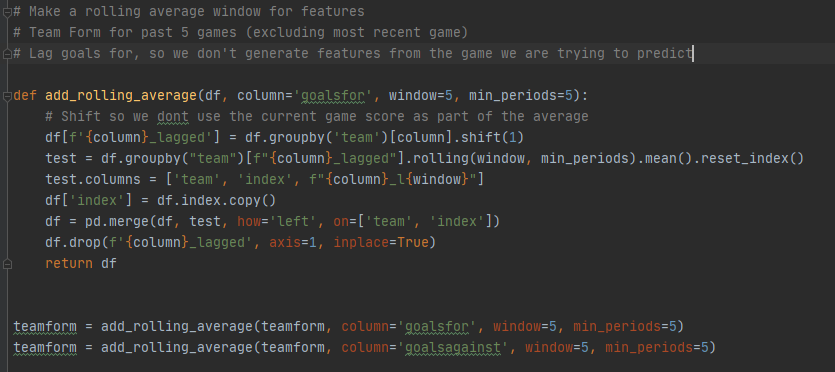 # Make a rolling average window for features
# Team Form for past 5 games (excluding most recent game)
# Lag goals for, so we don't generate features from the game we are trying to predict
def add_rolling_average(df, column='goalsfor', window=5, min_periods=5):
    # Shift so we dont use the current game score as part of the average
    df[f'{column}_lagged'] = df.groupby('team')[column].shift(1)
    test = df.groupby("team")[f"{column}_lagged"].rolling(window, min_periods).mean().reset_index()
    test.columns = ['team', 'index', f"{column}_l{window}"]
    df['index'] = df.index.copy()
    df = pd.merge(df, test, how='left', on=['team', 'index'])
    df.drop(f'{column}_lagged', axis=1, inplace=True)
    return df
teamform = add_rolling_average(teamform, column='goalsfor', window=5, min_periods=5)
teamform = add_rolling_average(teamform, column='goalsagainst', window=5, min_periods=5)